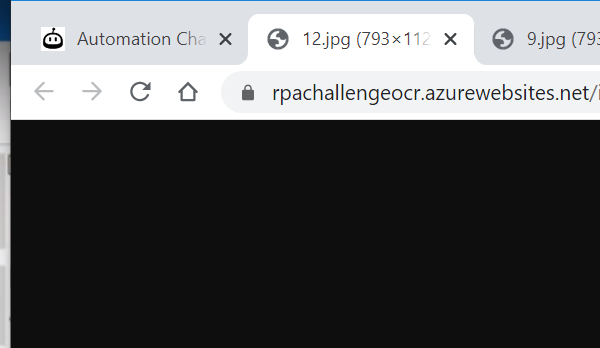 Automation Cha
12.jpg (793×112
9.jpg (793
rpachallengeocr.azurewebsites.net/i